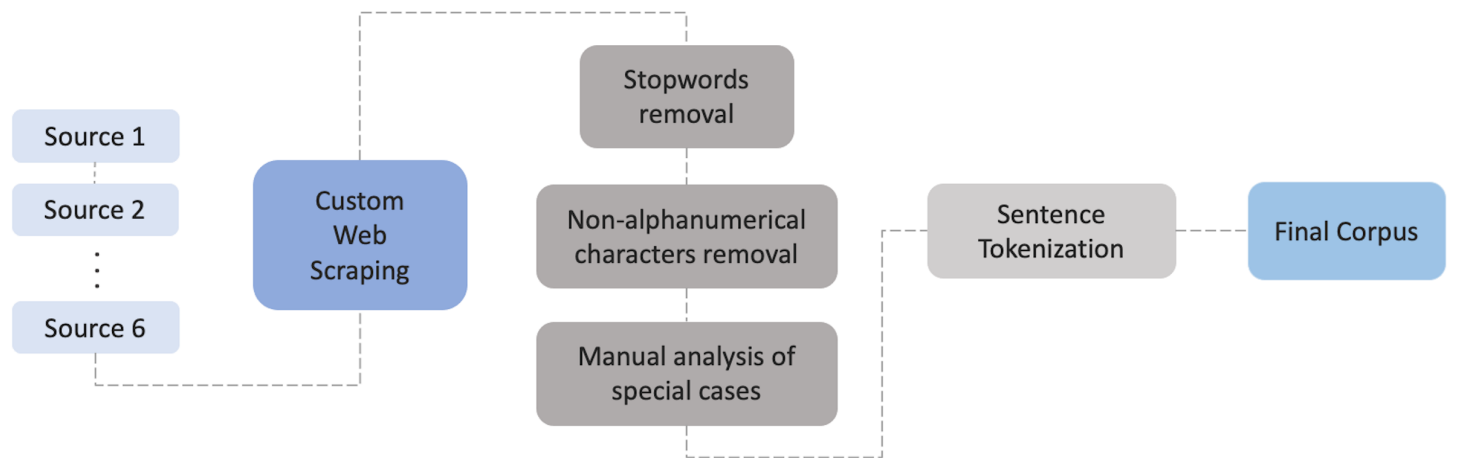 Source 1
Source 2
Source 6
Custom
Web
Scraping
Stopwords
removal
Non-alphanumerical
characters removal
Manual analysis of
special cases
Sentence
Tokenization
Final Corpus